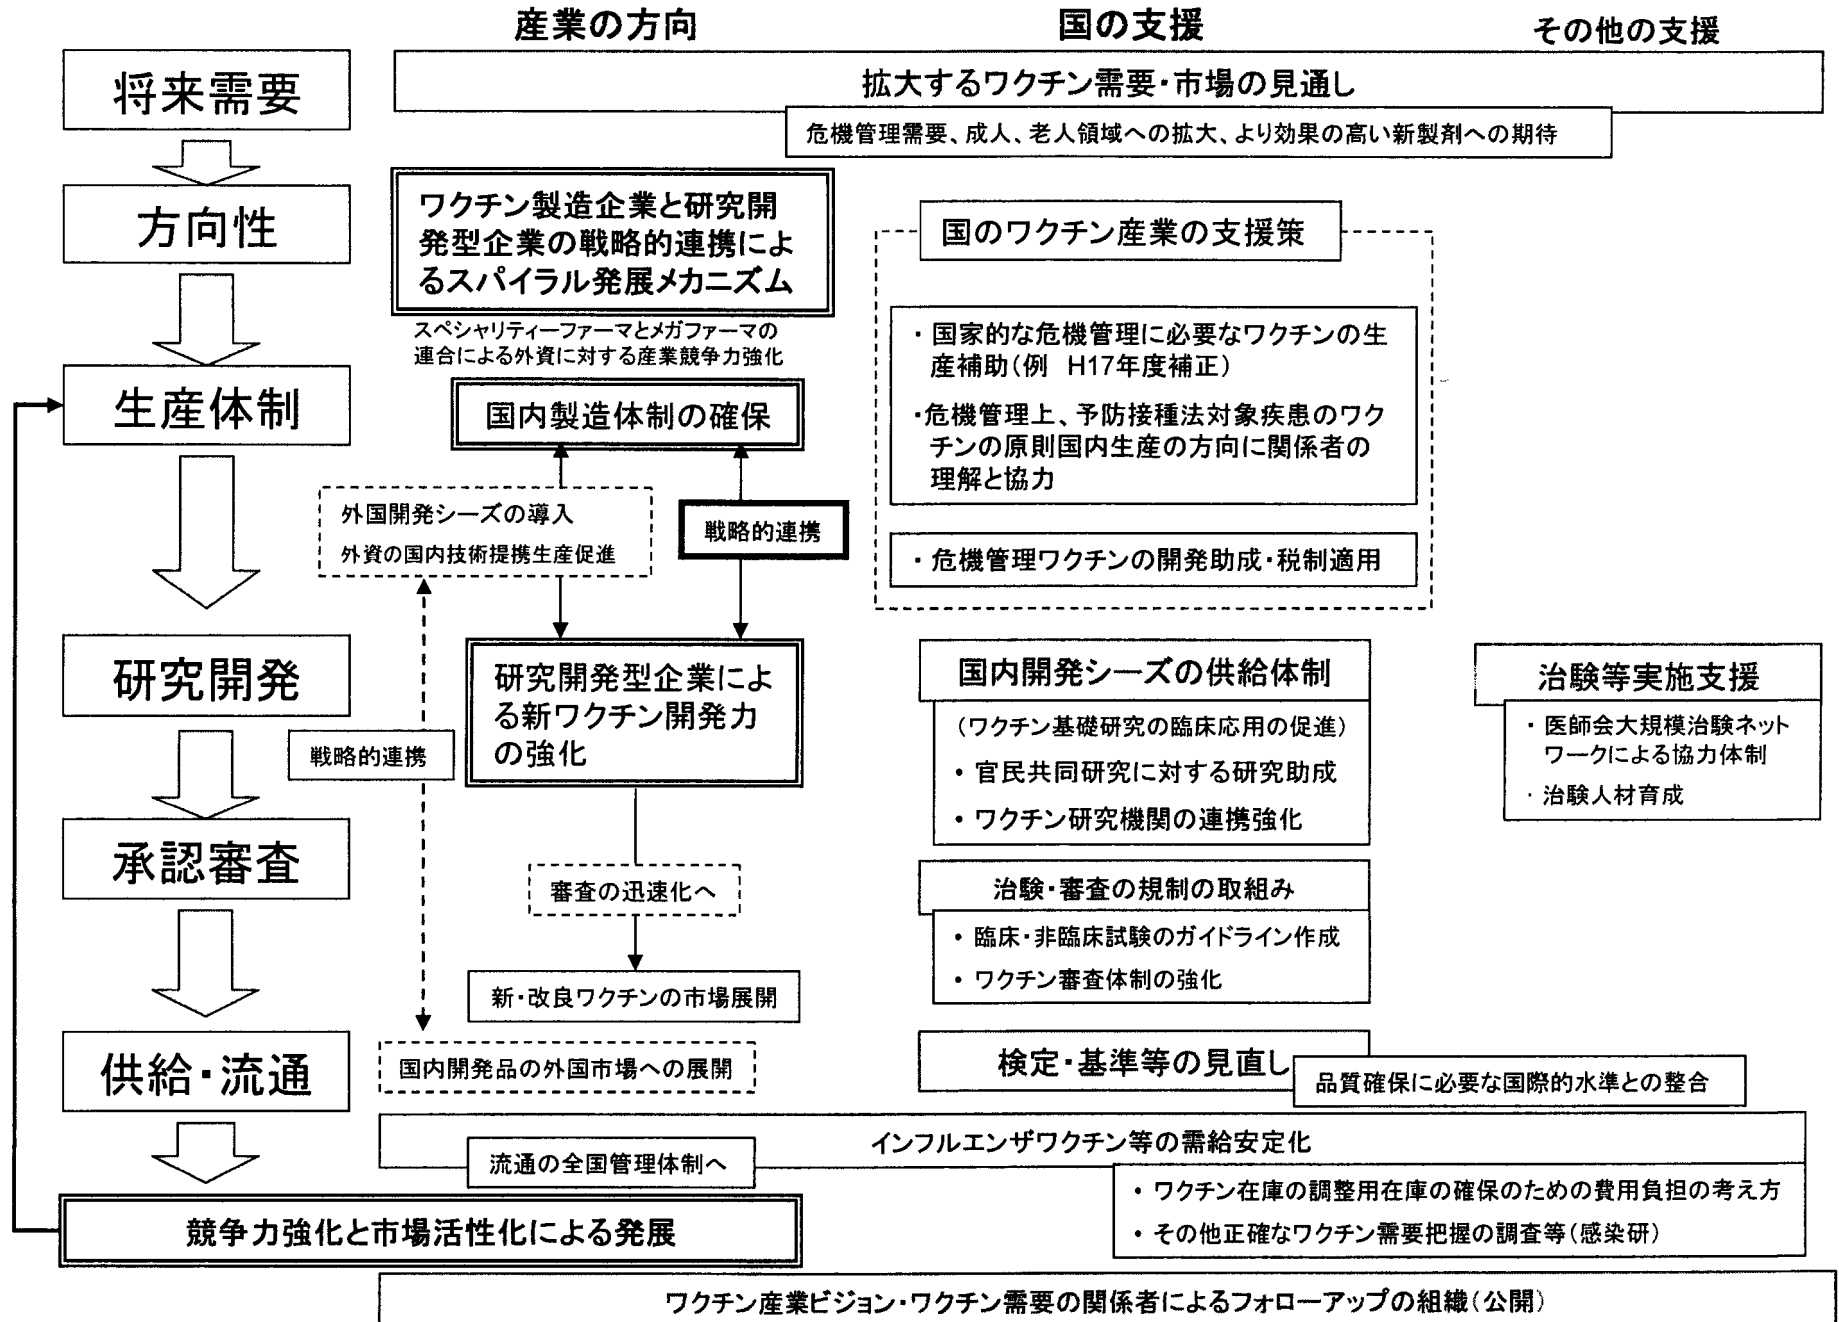 産業の方向
国の支援
その他の支援
将来需要
拡大するワクチン需要・市場の見通し
危機管理需要、成人、老人領域への拡大、より効果の高い新製剤への期待
方向性
ワクチン製造企業と研究開
発型企業の戦略的連携によ
るスパイラル発展メカニズム
スペシャリティーファーマとメガファーマの
連合による外資に対する産業競争力強化
国のワクチン産業の支援策
・国家的な危機管理に必要なワクチンの生
産補助(例 H17年度補正)
・危機管理上、予防接種法対象疾患のワク
チンの原則国内生産の方向に関係者の
理解と協力
・危機管理ワクチンの開発助成・税制適用
生産体制
国内製造体制の確保
外国開発シーズの導入
外資の国内技術提携生産促進
戦略的連携
研究開発
研究開発型企業によ
る新ワクチン開発力
の強化
戦略的連携
国内開発シーズの供給体制
(ワクチン基礎研究の臨床応用の促進)
・官民共同研究に対する研究助成
・ワクチン研究機関の連携強化
治験等実施支援
・医師会大規模治験ネット
ワークによる協力体制
・治験人材育成
承認審査
審査の迅速化へ
新・改良ワクチンの市場展開
治験・審査の規制の取組み
・臨床・非臨床試験のガイドライン作成
・ワクチン審査体制の強化
供給・流通
国内開発品の外国市場への展開
検定・基準等の見直し
品質確保に必要な国際的水準との整合
インフルエンザワクチン等の需給安定化
流通の全国管理体制へ
・ワクチン在庫の調整用在庫の確保のための費用負担の考え方
・その他正確なワクチン需要把握の調査等(感染研)
競争力強化と市場活性化による発展
ワクチン産業ビジョン・ワクチン需要の関係者によるフォローアップの組織(公開)